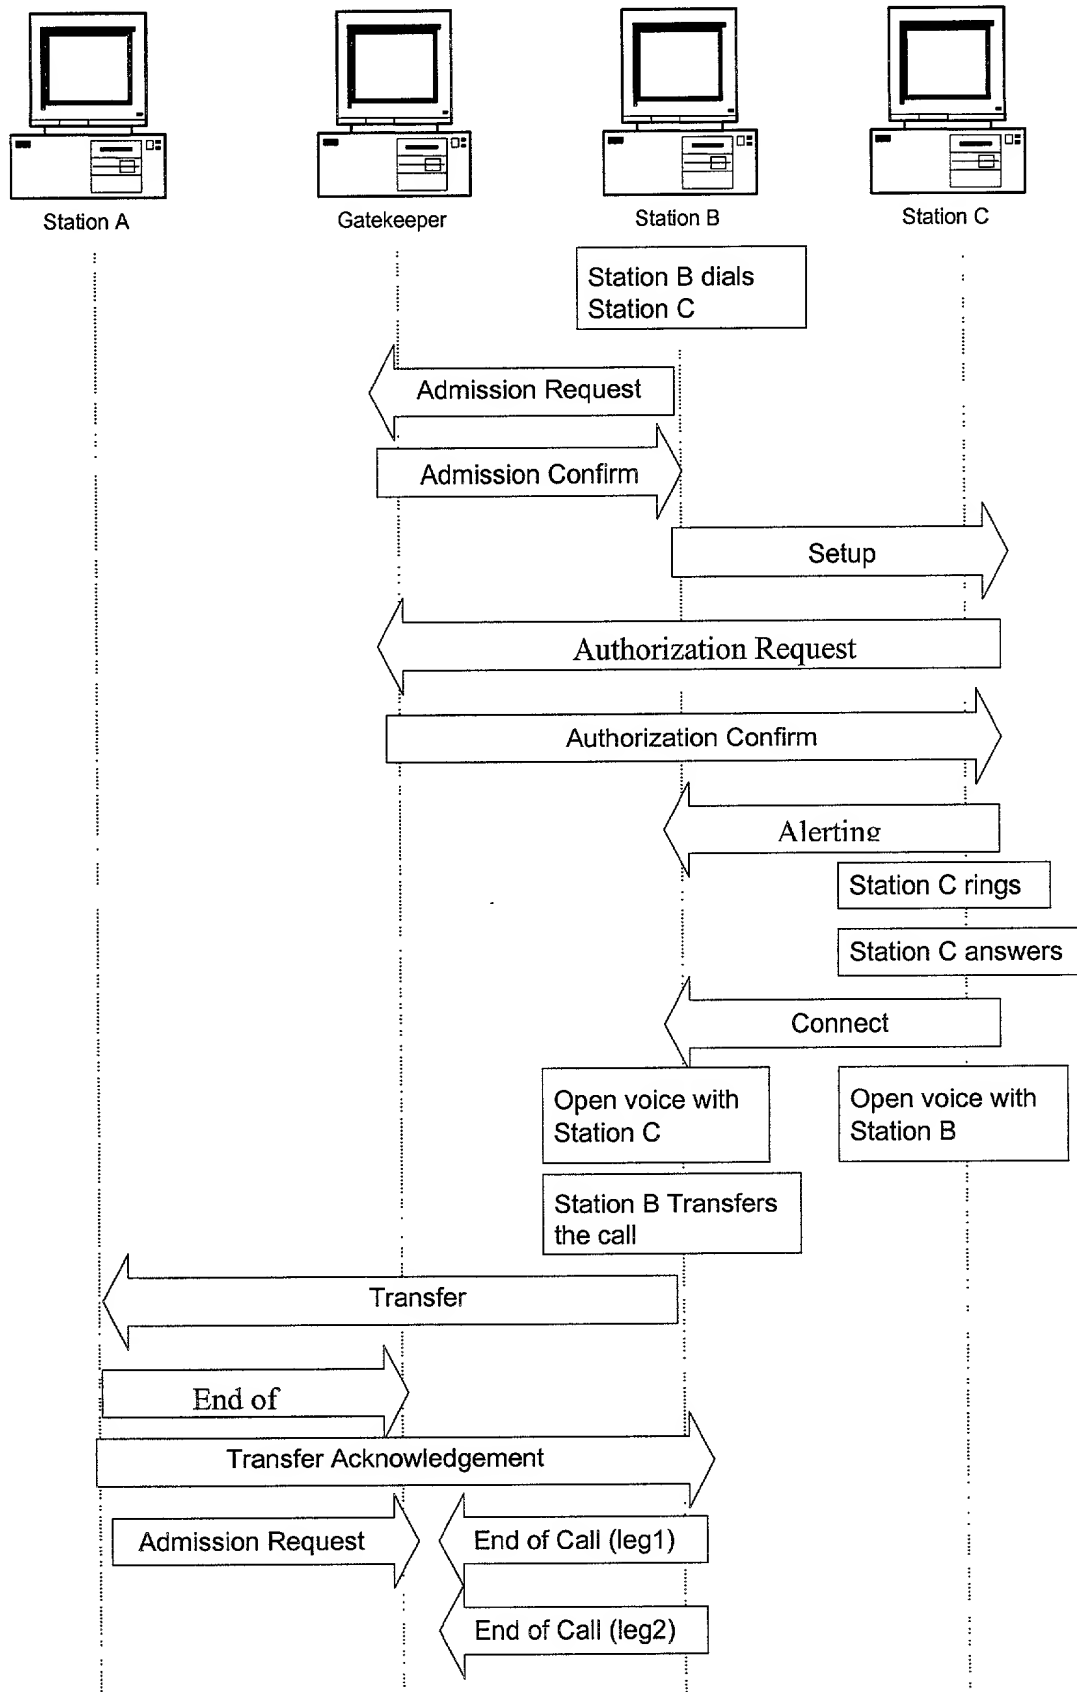 Station A
Gatekeeper
Station B
Station C
Station B dials
Station C
Admission Request
Admission Confirm
Setup
Authorization Request
Authorization Confirm
Alerting
Station C rings
Station C answers
Connect
Open voice with
Station C
Open voice with
Station B
Station B Transfers
the call
Transfer
End of
Transfer Acknowledgement
Admission Request
End of Call (leg1)
End of Call (leg2)